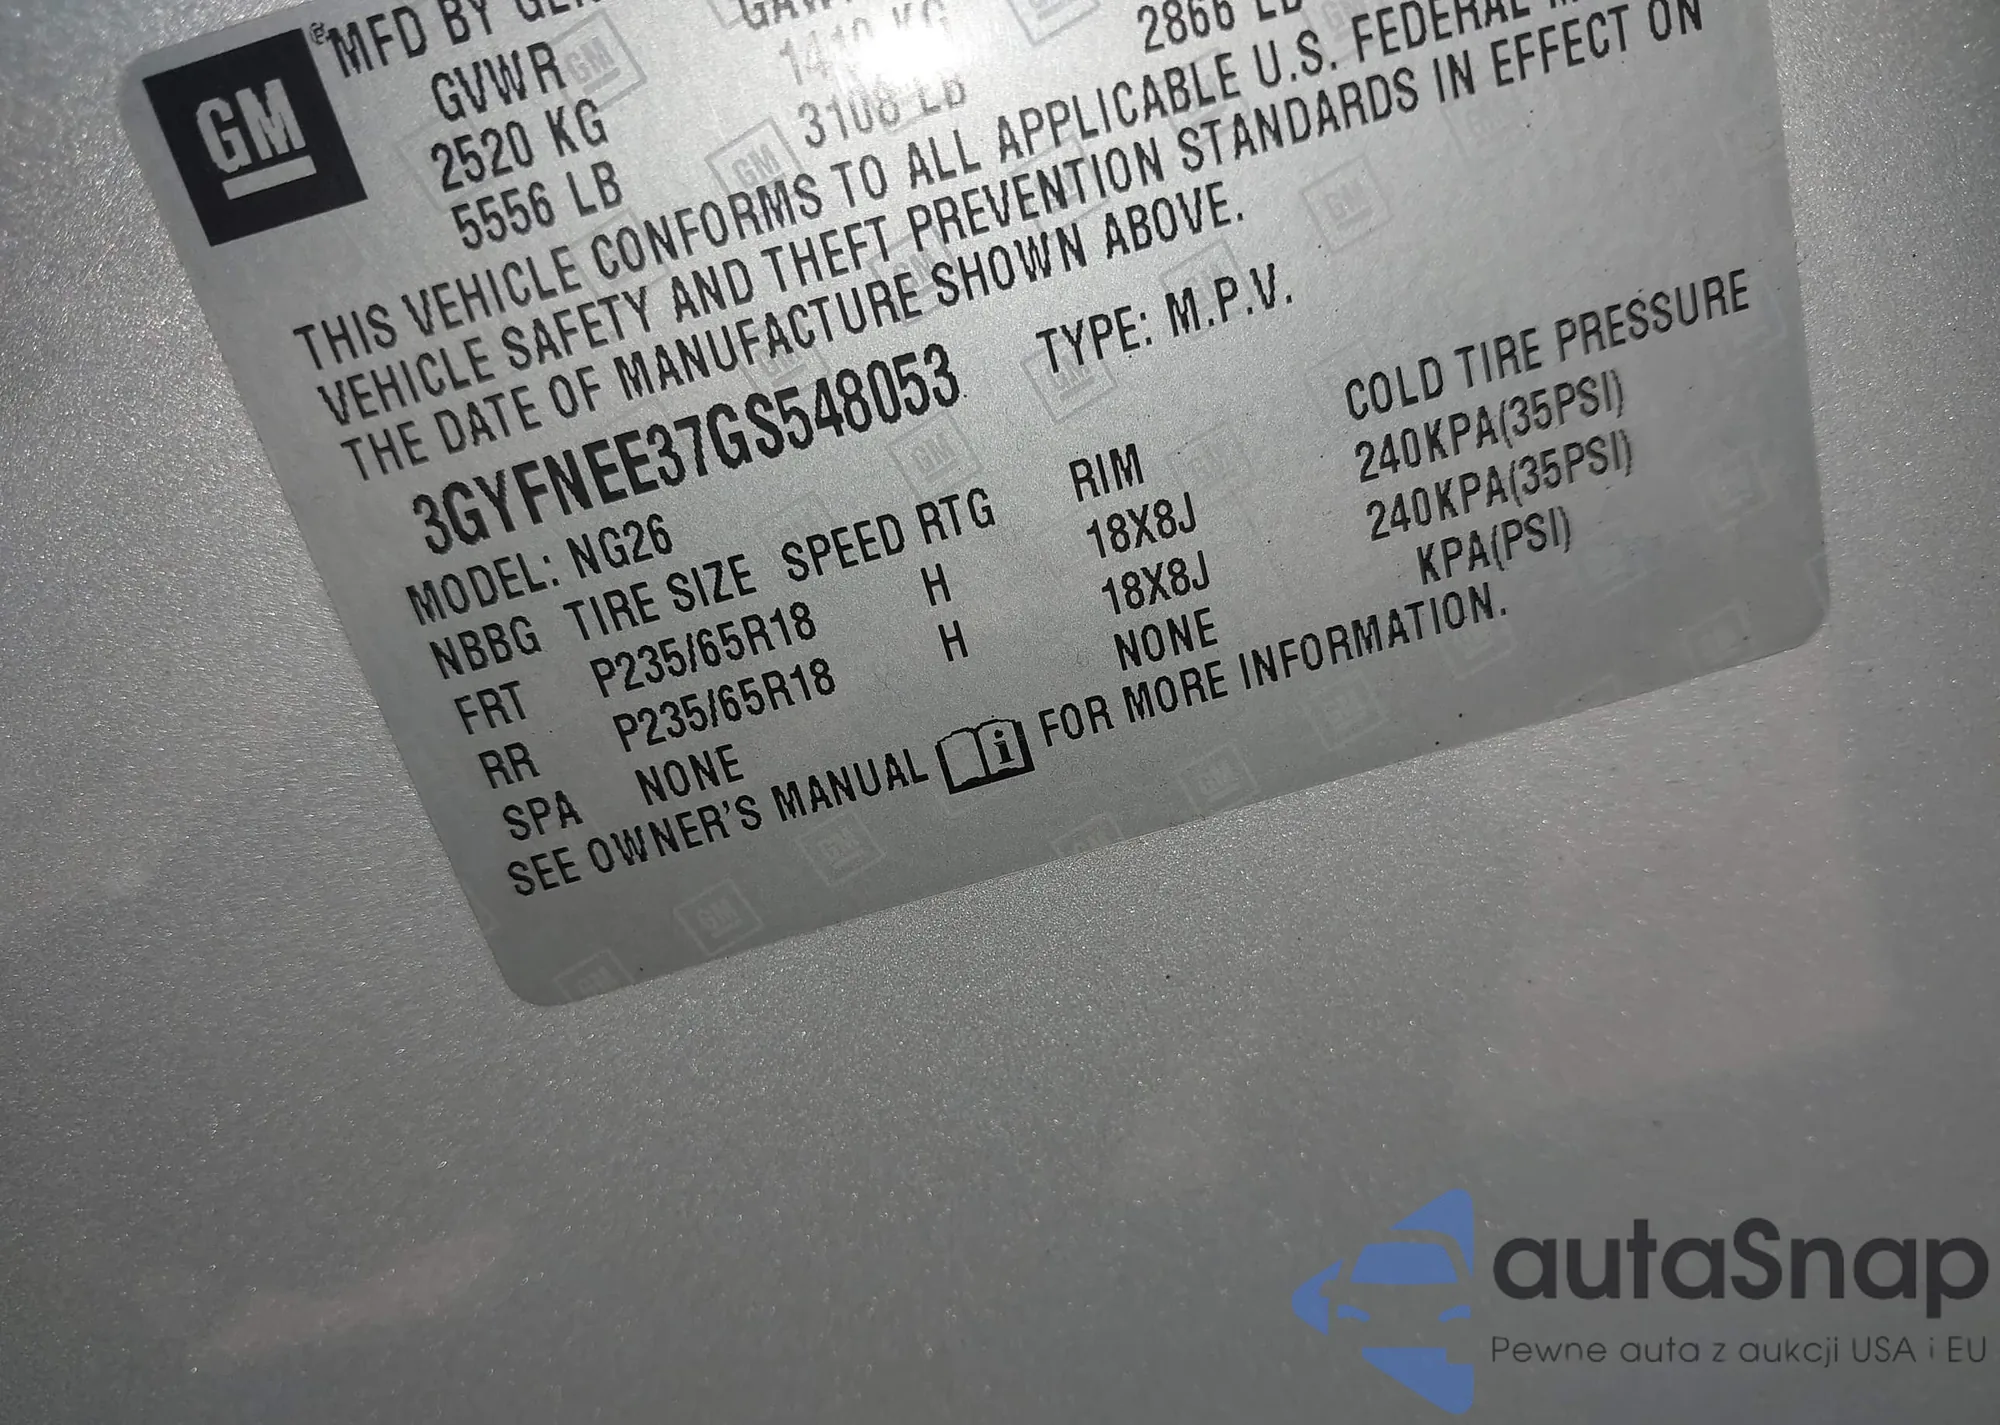 GM
MFD BY
GVWR
2520 KG
2866
5556 LB 3108 LB
THIS VEHICLE CONFORMS TO ALL APPLICABLE U.S. FEDERAL
VEHICLE SAFETY AND THEFT PREVENTION STANDARDS IN EFFECT ON
THE DATE OF MANUFACTURE SHOWN ABOVE.
3GYFNEE37GS548053 TYPE: M.P.V.
MODEL: NG26
NBBG TIRE SIZE SPEED RTG RIM COLD TIRE PRESSURE
FRT P235/65R18 H 18X8J 240KPA(35PSI)
RR P235/65R18 H 18X8J 240KPA(35PSI)
SPA NONE NONE KPA(PSI)
SEE OWNER'S MANUAL i FOR MORE INFORMATION.
autaSnap
Pewne auta z aukcji USA i EU